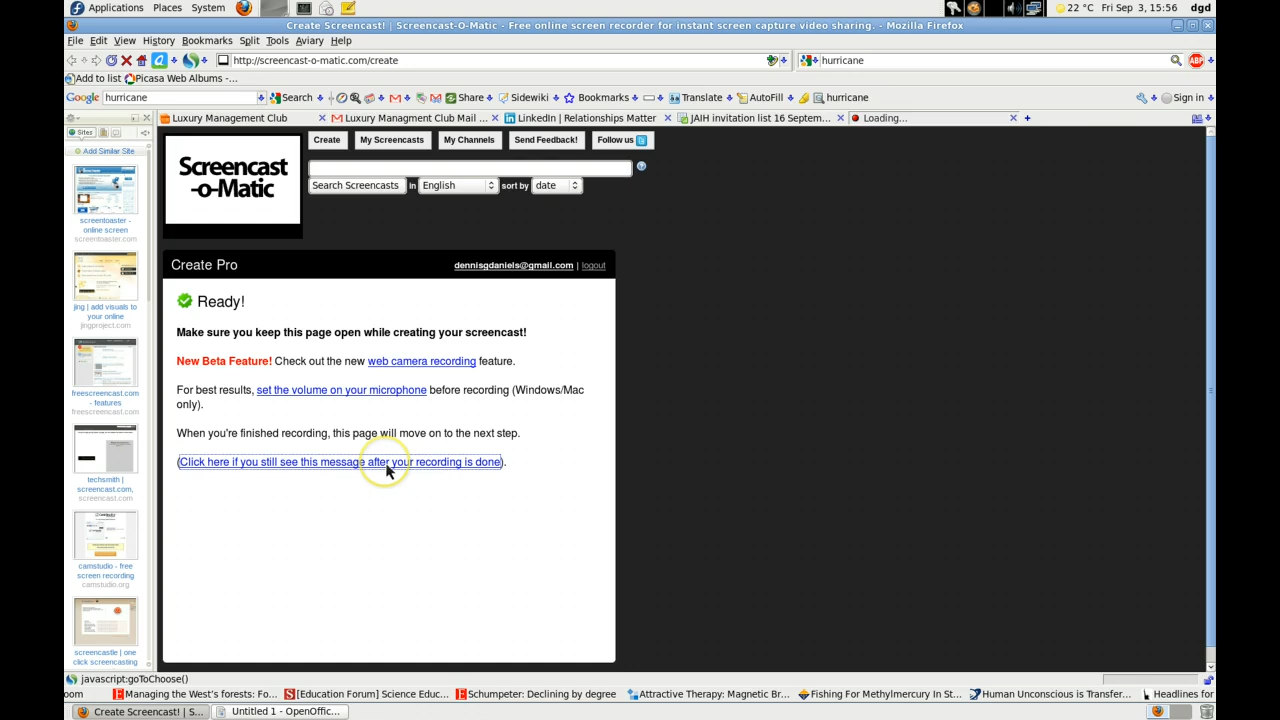 Applications Places System
22 °C Fri Sep 3, 15:56 dgd
Create Screencast! | Screencast-O-Matic - Free online screen recorder for instant screen capture video sharing. - Mozilla Firefox
File Edit View History Bookmarks Split Tools Aviary Help
http://screencast-o-matic.com/create
hurricane
ABP
Add to list Picasa Web Albums -...
Google hurricane Search Share Sidewiki Bookmarks Translate AutoFill hurricane Sign in
Luxury Management Club
Luxury Managment Club Mail ...
LinkedIn | Relationships Matter
JAIH invitation list 16 Septem...
Loading...
Sites
Add Similar Site
screentoaster -
online screen
screentoaster.com
jing | add visuals to
your online
jingproject.com
freescreencast.com
- features
freescreencast.com
techsmith |
screencast.com,
screencast.com
camstudio - free
screen recording
camstudio.org
screencastle | one
click screencasting
Screencast
-o-Matic
Create My Screencasts My Channels Send Feedback! Follow us
Search Screencasts in English sort by date
Create Pro
dennisgdaniels@gmail.com | logout
Ready!
Make sure you keep this page open while creating your screencast!
New Beta Feature! Check out the new web camera recording feature.
For best results, set the volume on your microphone before recording (Windows/Mac
only).
When you're finished recording, this page will move on to the next step.
(Click here if you still see this message after your recording is done).
javascript:goToChoose()
oom Managing the West's forests: Fo... [Education Forum] Science Educ... Schumpeter: Declining by degree Attractive Therapy: Magnetic Br... Fishing For Methylmercury In St... Human Unconscious is Transfer... Headlines for
Create Screencast! | S... Untitled 1 - OpenOffic...